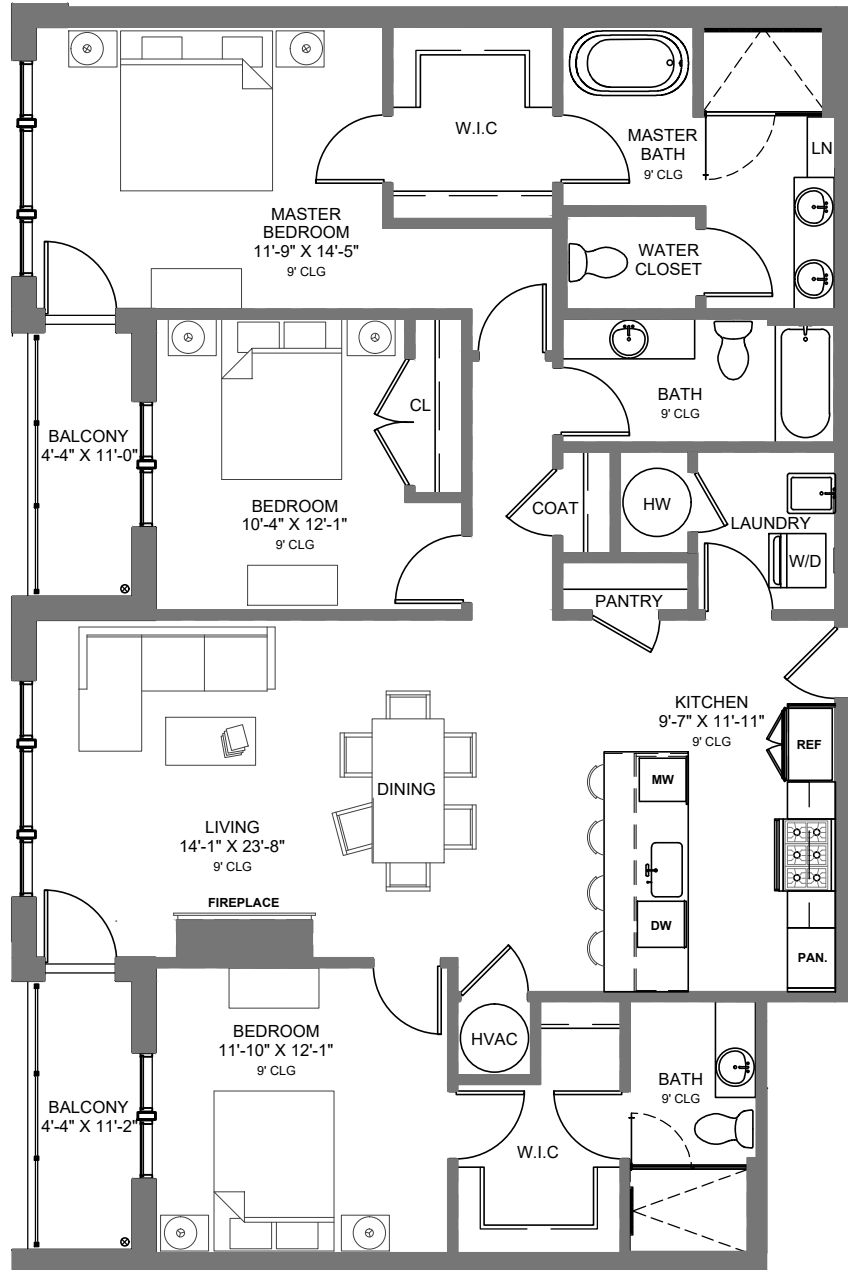 W.I.C
MASTER
BATH
9' CLG
LN
MASTER
BEDROOM
11'-9" X 14'-5"
9' CLG
WATER
CLOSET
BALCONY
4'-4" X 11'-0"
CL
BATH
9' CLG
BEDROOM
10'-4" X 12'-1"
9' CLG
COAT
HW
LAUNDRY
W/D
PANTRY
KITCHEN
9'-7" X 11'-11"
9' CLG
REF
MW
DINING
LIVING
14'-1" X 23'-8"
9' CLG
FIREPLACE
DW
PAN.
BEDROOM
11'-10" X 12'-1"
9' CLG
HVAC
BALCONY
4'-4" X 11'-2"
BATH
9' CLG
W.I.C